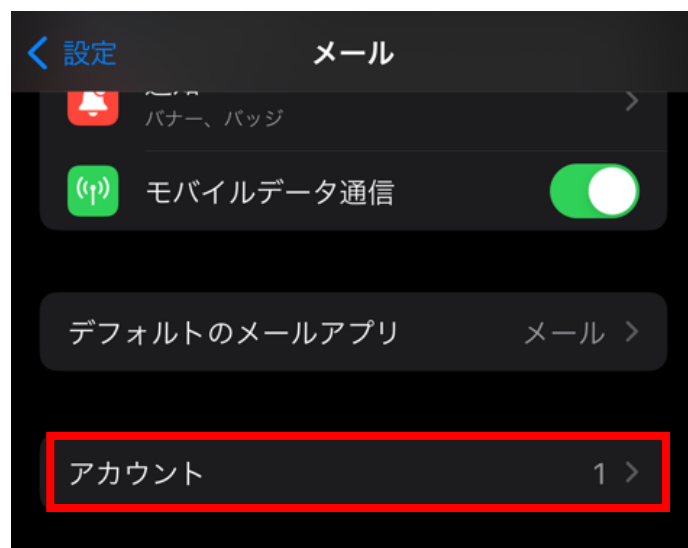 設定
メール
バナー、バッジ
モバイルデータ通信
デフォルトのメールアプリ メール
アカウント 1